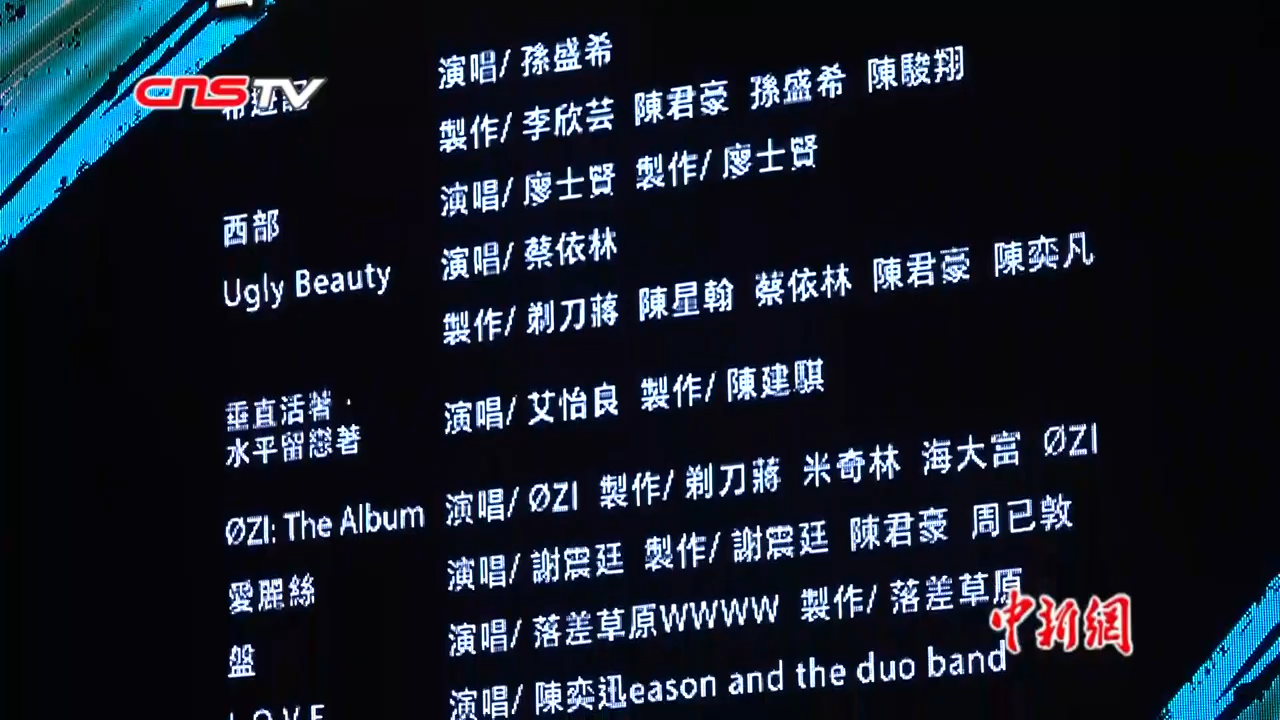 CNSTV
演唱/ 孫盛希
製作/ 李欣芸 陳君豪 孫盛希 陳駿翔
西部 演唱/ 廖士賢 製作/ 廖士賢
Ugly Beauty 演唱/ 蔡依林
製作/ 剃刀蔣 陳星翰 蔡依林 陳君豪 陳奕凡
垂直活著·
水平留戀著 演唱/ 艾怡良 製作/ 陳建騏
ØZI: The Album 演唱/ ØZI 製作/ 剃刀蔣 米奇林 海大富 ØZI
愛麗絲 演唱/ 謝震廷 製作/ 謝震廷 陳君豪 周已敦
盤 演唱/ 落差草原WWWW 製作/ 落差草原
L.O.V.E 演唱/ 陳奕迅eason and the duo band
中新網